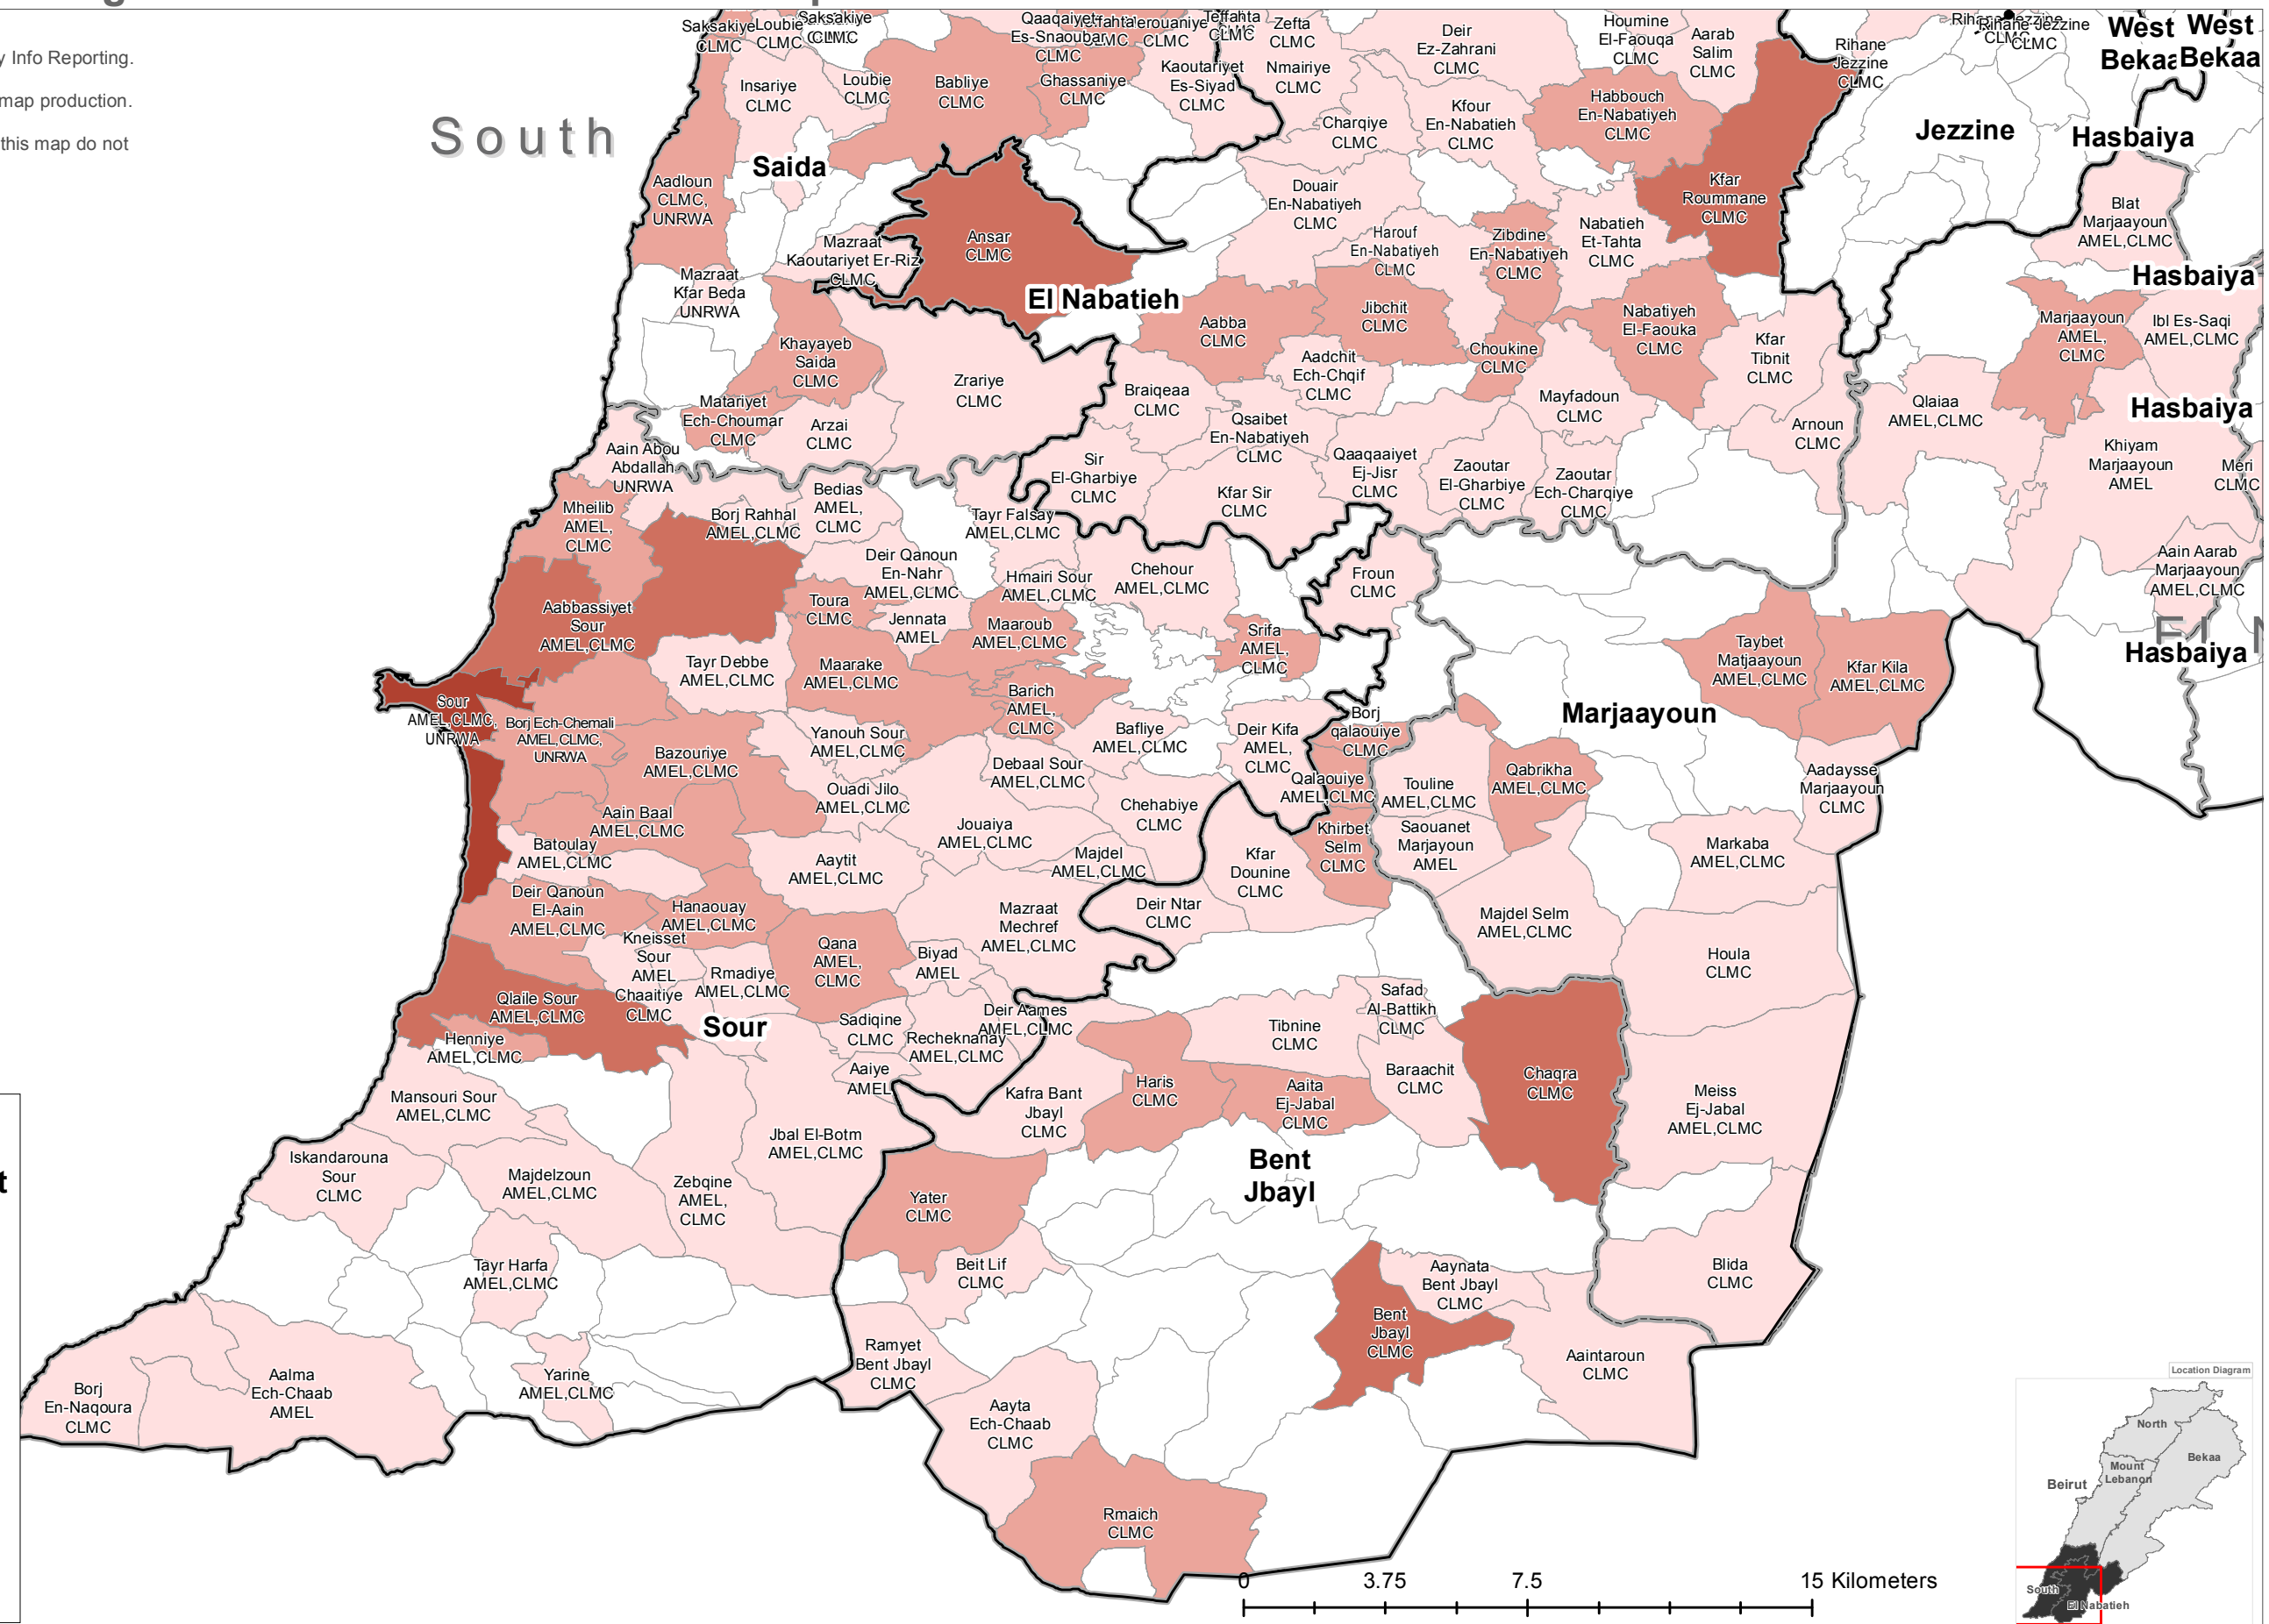 y Info Reporting.
map production.
this map do not
South
Saksakiye
CLMC
Loubie
CLMC
Saksakiye
CLMC
Qaaqaiyet
Es-Snaoubar
CLMC
CLMC
Teffahta
CLMC
Zefta
CLMC
Deir
Ez-Zahrani
CLMC
Houmine
El-Faouqa
CLMC
Aarab
Salim
CLMC
Rihane
Jezzine
CLMC
Rihane Jezzine
CLMC
West
Bekaa
West
Bekaa
Insariye
CLMC
Loubie
CLMC
Babliye
CLMC
Ghassaniye
CLMC
Kaoutariyet
Es-Siyad
CLMC
Nmairiye
CLMC
Charqiye
CLMC
Kfour
En-Nabatieh
CLMC
Habbouch
En-Nabatiyeh
CLMC
Jezzine
Hasbaiya
Saida
Aadloun
CLMC,
UNRWA
Kfar
Roummane
CLMC
Douair
En-Nabatiyeh
CLMC
Blat
Marjaayoun
AMEL,CLMC
Mazraat
Kaoutariyet Er-Riz
CLMC
Ansar
CLMC
Harouf
En-Nabatiyeh
CLMC
Zibdine
En-Nabatiyeh
CLMC
Nabatieh
Et-Tahta
CLMC
Hasbaiya
Mazraat
Kfar Beda
UNRWA
El Nabatieh
Aabba
CLMC
Jibchit
CLMC
Nabatiyeh
El-Faouka
CLMC
Marjaayoun
AMEL,
CLMC
Ibl Es-Saqi
AMEL,CLMC
Khayayeb
Saida
CLMC
Zrariye
CLMC
Aadchit
Ech-Chqif
CLMC
Choukine
CLMC
Kfar
Tibnit
CLMC
Braiqeaa
CLMC
Mayfadoun
CLMC
Qlaiaa
AMEL,CLMC
Hasbaiya
Matariyet
Ech-Choumar
CLMC
Arzai
CLMC
Qsaibet
En-Nabatiyeh
CLMC
Arnoun
CLMC
Khiyam
Marjaayoun
AMEL
Meri
CLMC
Aain Abou
Abdallah
UNRWA
Sir
El-Gharbiye
CLMC
Kfar Sir
CLMC
Qaaqaaiyet
Ej-Jisr
CLMC
Zaoutar
El-Gharbiye
CLMC
Zaoutar
Ech-Charqiye
CLMC
Mheilib
AMEL,
CLMC
Borj Rahhal
AMEL,CLMC
Bedias
AMEL,
CLMC
Tayr Falsay
AMEL,CLMC
Deir Qanoun
En-Nahr
AMEL,CLMC
Hmairi Sour
AMEL,CLMC
Chehour
AMEL,CLMC
Froun
CLMC
Aain Aarab
Marjaayoun
AMEL,CLMC
Aabbassiyet
Sour
AMEL,CLMC
Toura
CLMC
Jennata
AMEL
Maaroub
AMEL,CLMC
Srifa
AMEL,
CLMC
Taybet
Matjaayoun
AMEL,CLMC
Kfar Kila
AMEL,CLMC
Hasbaiya
Tayr Debbe
AMEL,CLMC
Maarake
AMEL,CLMC
Barich
AMEL,
CLMC
Marjaayoun
Sour
AMEL,CLMC,
UNRWA
Borj Ech-Chemali
AMEL,CLMC,
UNRWA
Bazouriye
AMEL,CLMC
Yanouh Sour
AMEL,CLMC
Bafliye
AMEL,CLMC
Deir Kifa
AMEL,
CLMC
Borj
qalaouiye
CLMC
Debaal Sour
AMEL,CLMC
Qalaouiye
AMEL,CLMC
Touline
AMEL,CLMC
Qabrikha
AMEL,CLMC
Aadaysse
Marjaayoun
CLMC
Ouadi Jilo
AMEL,CLMC
Chehabiye
CLMC
Aain Baal
AMEL,CLMC
Jouaiya
AMEL,CLMC
Khirbet
Selm
CLMC
Saouanet
Marjayoun
AMEL
Markaba
AMEL,CLMC
Batoulay
AMEL,CLMC
Aaytit
AMEL,CLMC
Majdel
AMEL,CLMC
Kfar
Dounine
CLMC
Deir Qanoun
El-Aain
AMEL,CLMC
Hanaouay
AMEL,CLMC
Mazraat
Mechref
AMEL,CLMC
Deir Ntar
CLMC
Majdel Selm
AMEL,CLMC
Kneisset
Sour
AMEL
Qana
AMEL,
CLMC
Biyad
AMEL
Houla
CLMC
Rmadiye
AMEL,CLMC
Qlaile Sour
AMEL,CLMC
Chaaitiye
CLMC
Sour
Sadiqine
CLMC
Deir Aames
AMEL,CLMC
Recheknanay
AMEL,CLMC
Tibnine
CLMC
Safad
Al-Battikh
CLMC
Henniye
AMEL,CLMC
Aaiye
AMEL
Baraachit
CLMC
Chaqra
CLMC
Mansouri Sour
AMEL,CLMC
Kafra Bant
Jbayl
CLMC
Haris
CLMC
Aaita
Ej-Jabal
CLMC
Meiss
Ej-Jabal
AMEL,CLMC
Jbal El-Botm
AMEL,CLMC
Iskandarouna
Sour
CLMC
Majdelzoun
AMEL,CLMC
Zebqine
AMEL,
CLMC
Bent
Jbayl
t
Yater
CLMC
Tayr Harfa
AMEL,CLMC
Beit Lif
CLMC
Aaynata
Bent Jbayl
CLMC
Blida
CLMC
Bent
Jbayl
CLMC
Ramyet
Bent Jbayl
CLMC
Aaintaroun
CLMC
Borj
En-Naqoura
CLMC
Aalma
Ech-Chaab
AMEL
Yarine
AMEL,CLMC
Aayta
Ech-Chaab
CLMC
Rmaich
CLMC
0 3.75 7.5 15 Kilometers
Location Diagram
North
Bekaa
Mount
Lebanon
Beirut
South
El Nabatieh